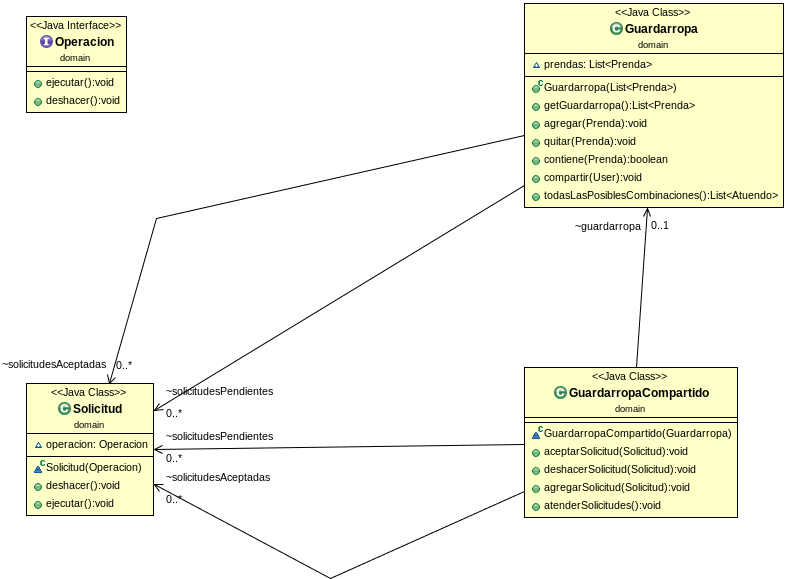 <<Java Interface>>
Operacion
domain
ejecutar():void
deshacer():void
<<Java Class>>
Guardarropa
domain
prendas: List<Prenda>
Guardarropa(List<Prenda>)
getGuardarropa():List<Prenda>
agregar(Prenda):void
quitar(Prenda):void
contiene(Prenda):boolean
compartir(User):void
todasLasPosiblesCombinaciones():List<Atuendo>
~guardarropa 0..1
~solicitudesAceptadas 0..*
<<Java Class>>
Solicitud
domain
operacion: Operacion
Solicitud(Operacion)
deshacer():void
ejecutar():void
~solicitudesPendientes
0..*
~solicitudesPendientes
0..*
~solicitudesAceptadas
0..*
<<Java Class>>
GuardarropaCompartido
domain
GuardarropaCompartido(Guardarropa)
aceptarSolicitud(Solicitud):void
deshacerSolicitud(Solicitud):void
agregarSolicitud(Solicitud):void
atenderSolicitudes():void